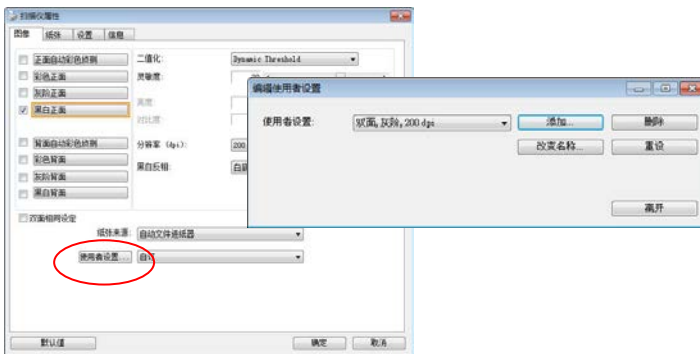 扫描仪属性
图像 纸张 设置 信息
正面自动彩色侦测
彩色正面
灰阶正面
黑白正面
背面自动彩色侦测
彩色背面
灰阶背面
黑白背面
二值化: Dynamic Threshold
灵敏度:
亮度:
对比度:
分辨率 (dpi): 200
黑白反相:
双面相同设定
纸张来源: 自动文件进纸器
使用者设置... 自订
默认值 确定 取消
编辑使用者设置
使用者设置: 双面, 灰阶, 200 dpi 添加... 删除
改变名称... 重设
离开